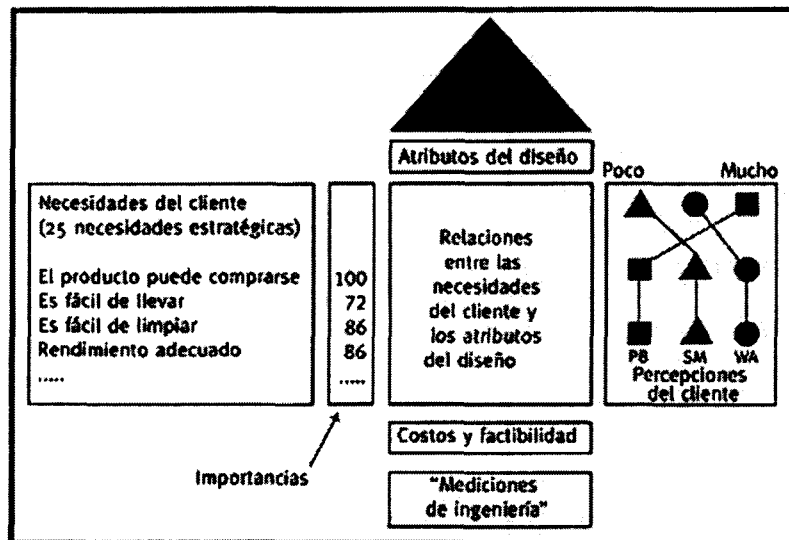 Atributos del diseño
Poco Mucho
Necesidades del cliente
(25 necesidades estratégicas)
El producto puede comprarse 100
Es fácil de llevar 72
Es fácil de limpiar 86
Rendimiento adecuado 86
..... .....
Relaciones
entre las
necesidades
del cliente y
los atributos
del diseño
PB SM WA
Percepciones
del cliente
Importancias
Costos y factibilidad
"Mediciones
de ingeniería"